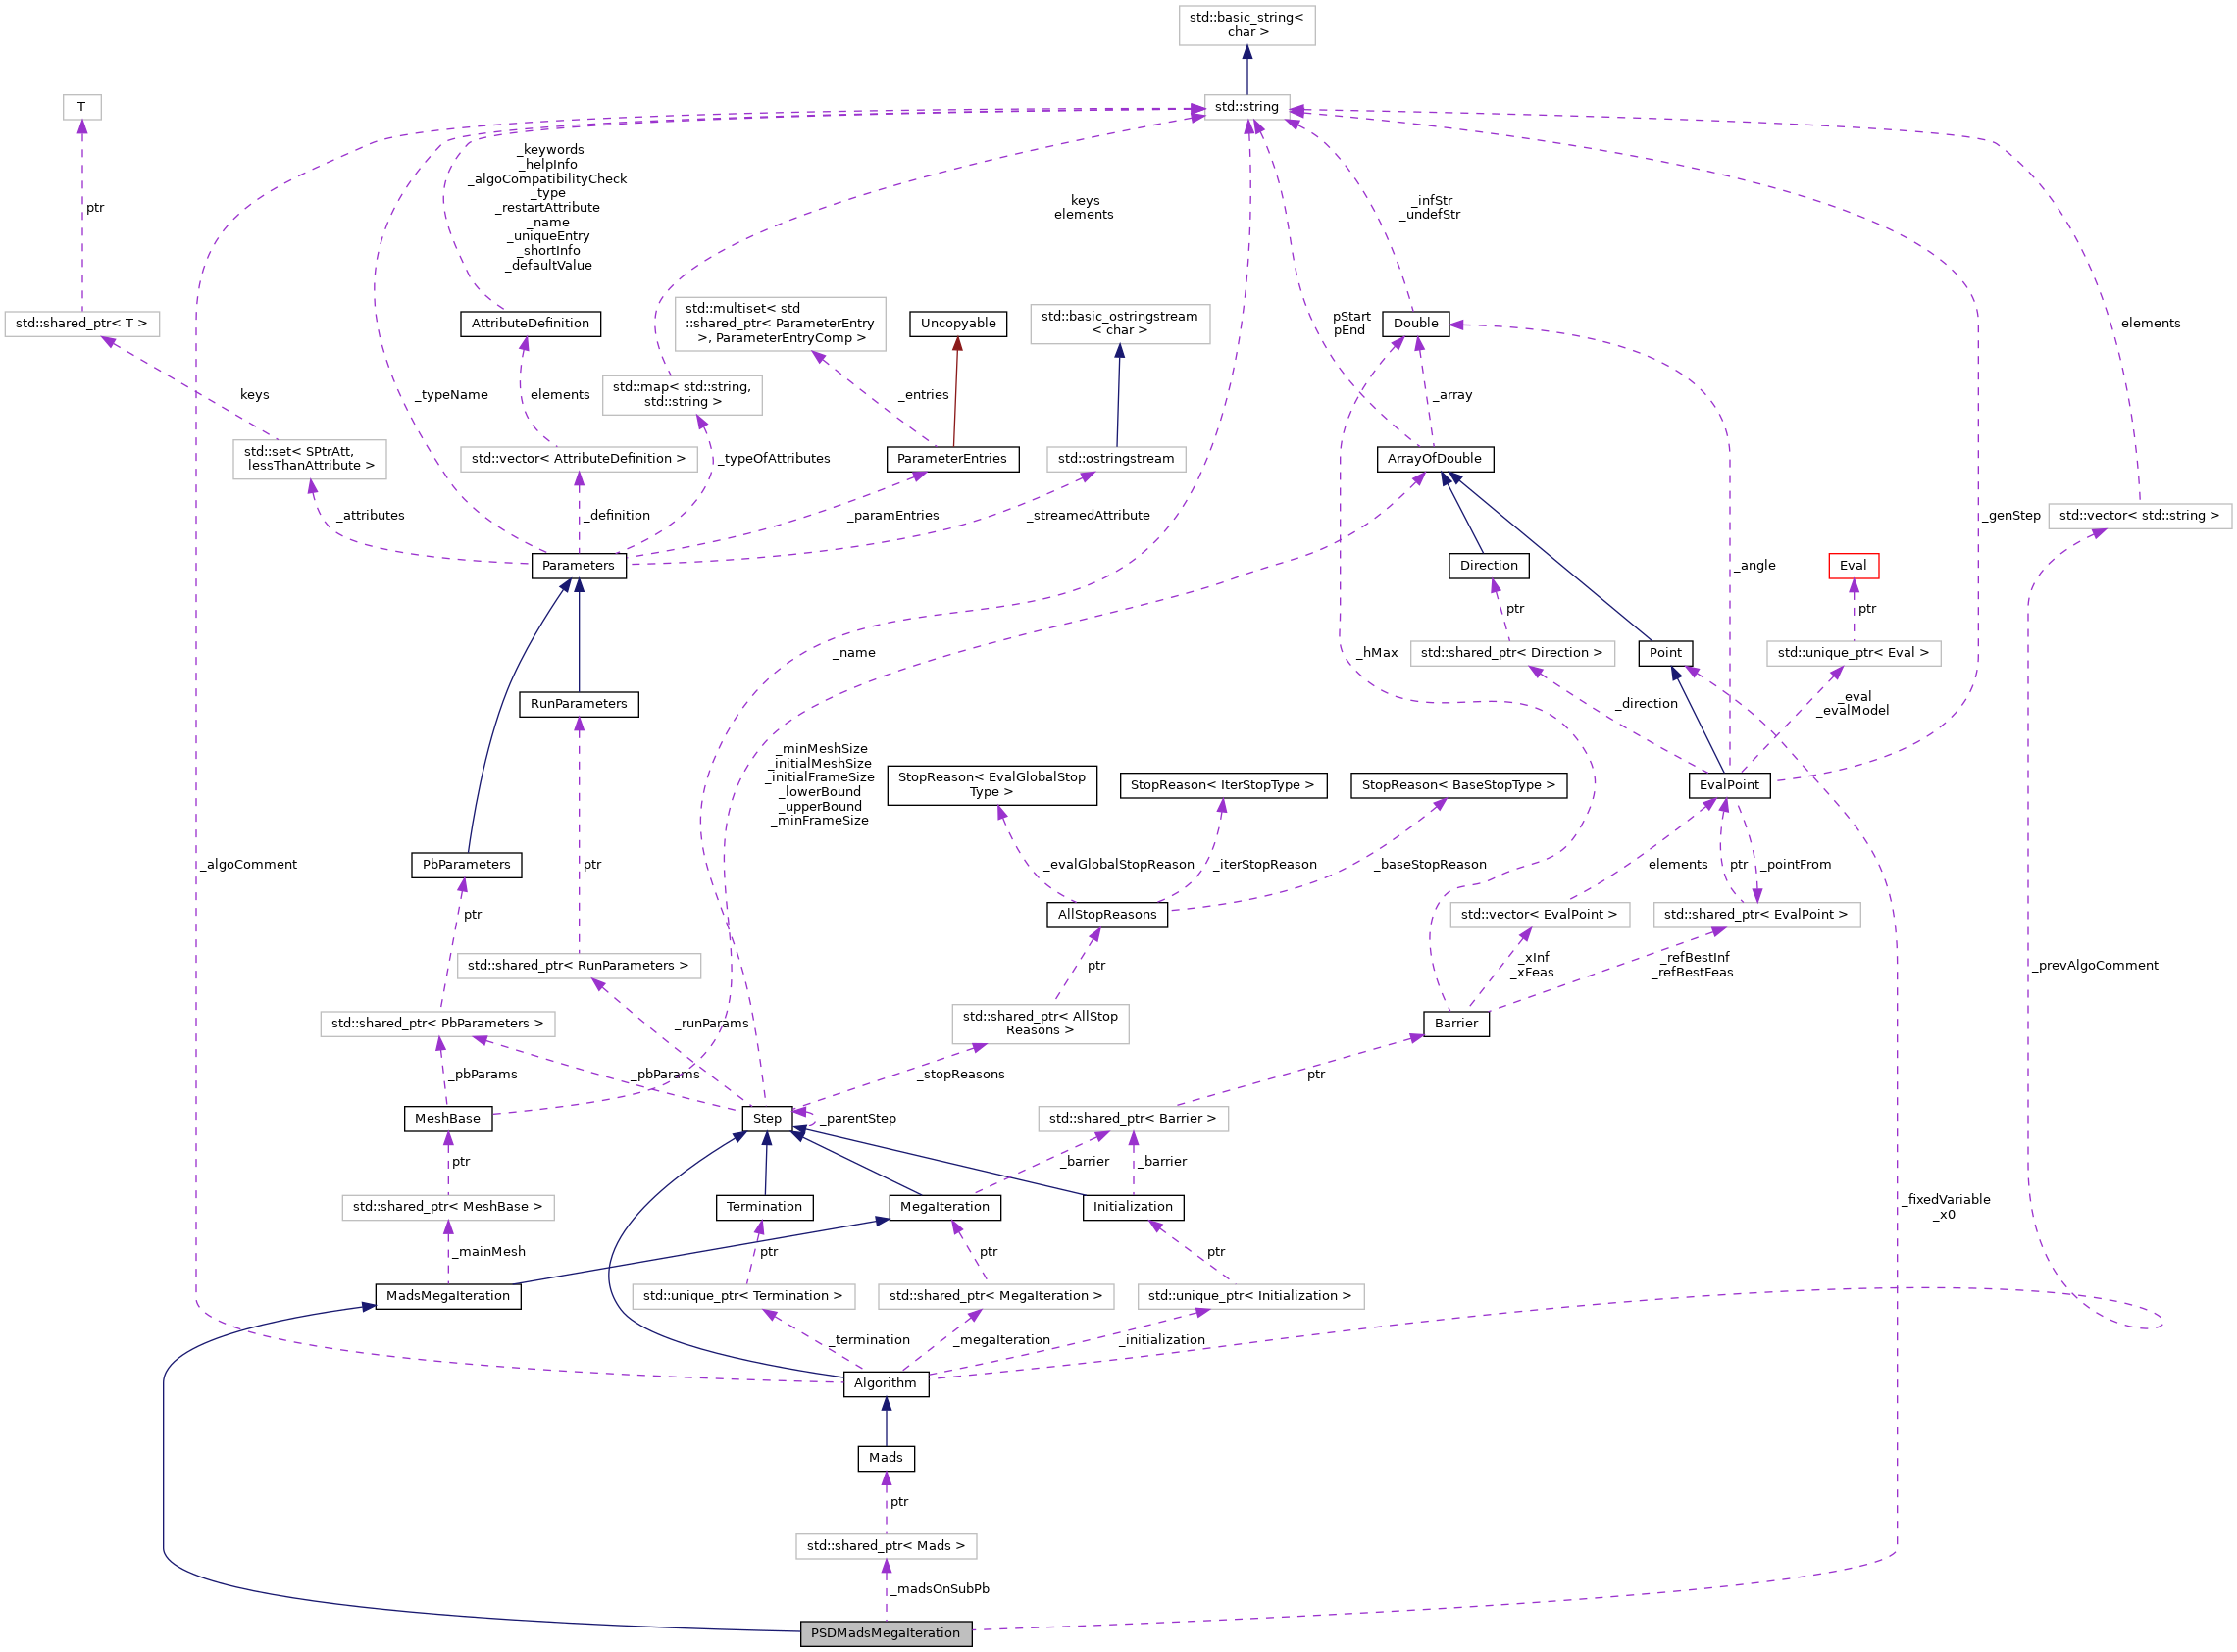 std::basic_string<
char >
T
std::string
_keywords
_helpInfo
_algoCompatibilityCheck
_type
_restartAttribute
_name
_uniqueEntry
_shortInfo
_defaultValue
ptr
keys
elements
_infStr
_undefStr
std::shared_ptr< T >
AttributeDefinition
std::multiset< std
::shared_ptr< ParameterEntry
>, ParameterEntryComp >
Uncopyable
std::basic_ostringstream
< char >
pStart
pEnd
Double
elements
keys
_typeName
elements
std::map< std::string,
std::string >
_entries
_array
std::set< SPtrAtt,
lessThanAttribute >
std::vector< AttributeDefinition >
_typeOfAttributes
ParameterEntries
std::ostringstream
ArrayOfDouble
_attributes
_definition
_paramEntries
_streamedAttribute
_genStep
std::vector< std::string >
Parameters
Direction
_angle
Eval
ptr
ptr
_name
_hMax
std::shared_ptr< Direction >
Point
std::unique_ptr< Eval >
RunParameters
_direction
_eval
_evalModel
_minMeshSize
_initialMeshSize
_initialFrameSize
_lowerBound
_upperBound
_minFrameSize
StopReason< EvalGlobalStop
Type >
StopReason< IterStopType >
StopReason< BaseStopType >
EvalPoint
_algoComment
PbParameters
ptr
_evalGlobalStopReason
_iterStopReason
_baseStopReason
elements
ptr
_pointFrom
ptr
AllStopReasons
std::vector< EvalPoint >
std::shared_ptr< EvalPoint >
std::shared_ptr< RunParameters >
ptr
_xInf
_xFeas
_refBestInf
_refBestFeas
_prevAlgoComment
std::shared_ptr< PbParameters >
_runParams
std::shared_ptr< AllStop
Reasons >
Barrier
_pbParams
_pbParams
_stopReasons
ptr
MeshBase
Step
_parentStep
std::shared_ptr< Barrier >
ptr
_barrier
_barrier
std::shared_ptr< MeshBase >
Termination
MegaIteration
Initialization
_fixedVariable
_x0
_mainMesh
ptr
ptr
ptr
MadsMegaIteration
std::unique_ptr< Termination >
std::shared_ptr< MegaIteration >
std::unique_ptr< Initialization >
_termination
_megaIteration
_initialization
Algorithm
Mads
ptr
std::shared_ptr< Mads >
_madsOnSubPb
PSDMadsMegaIteration